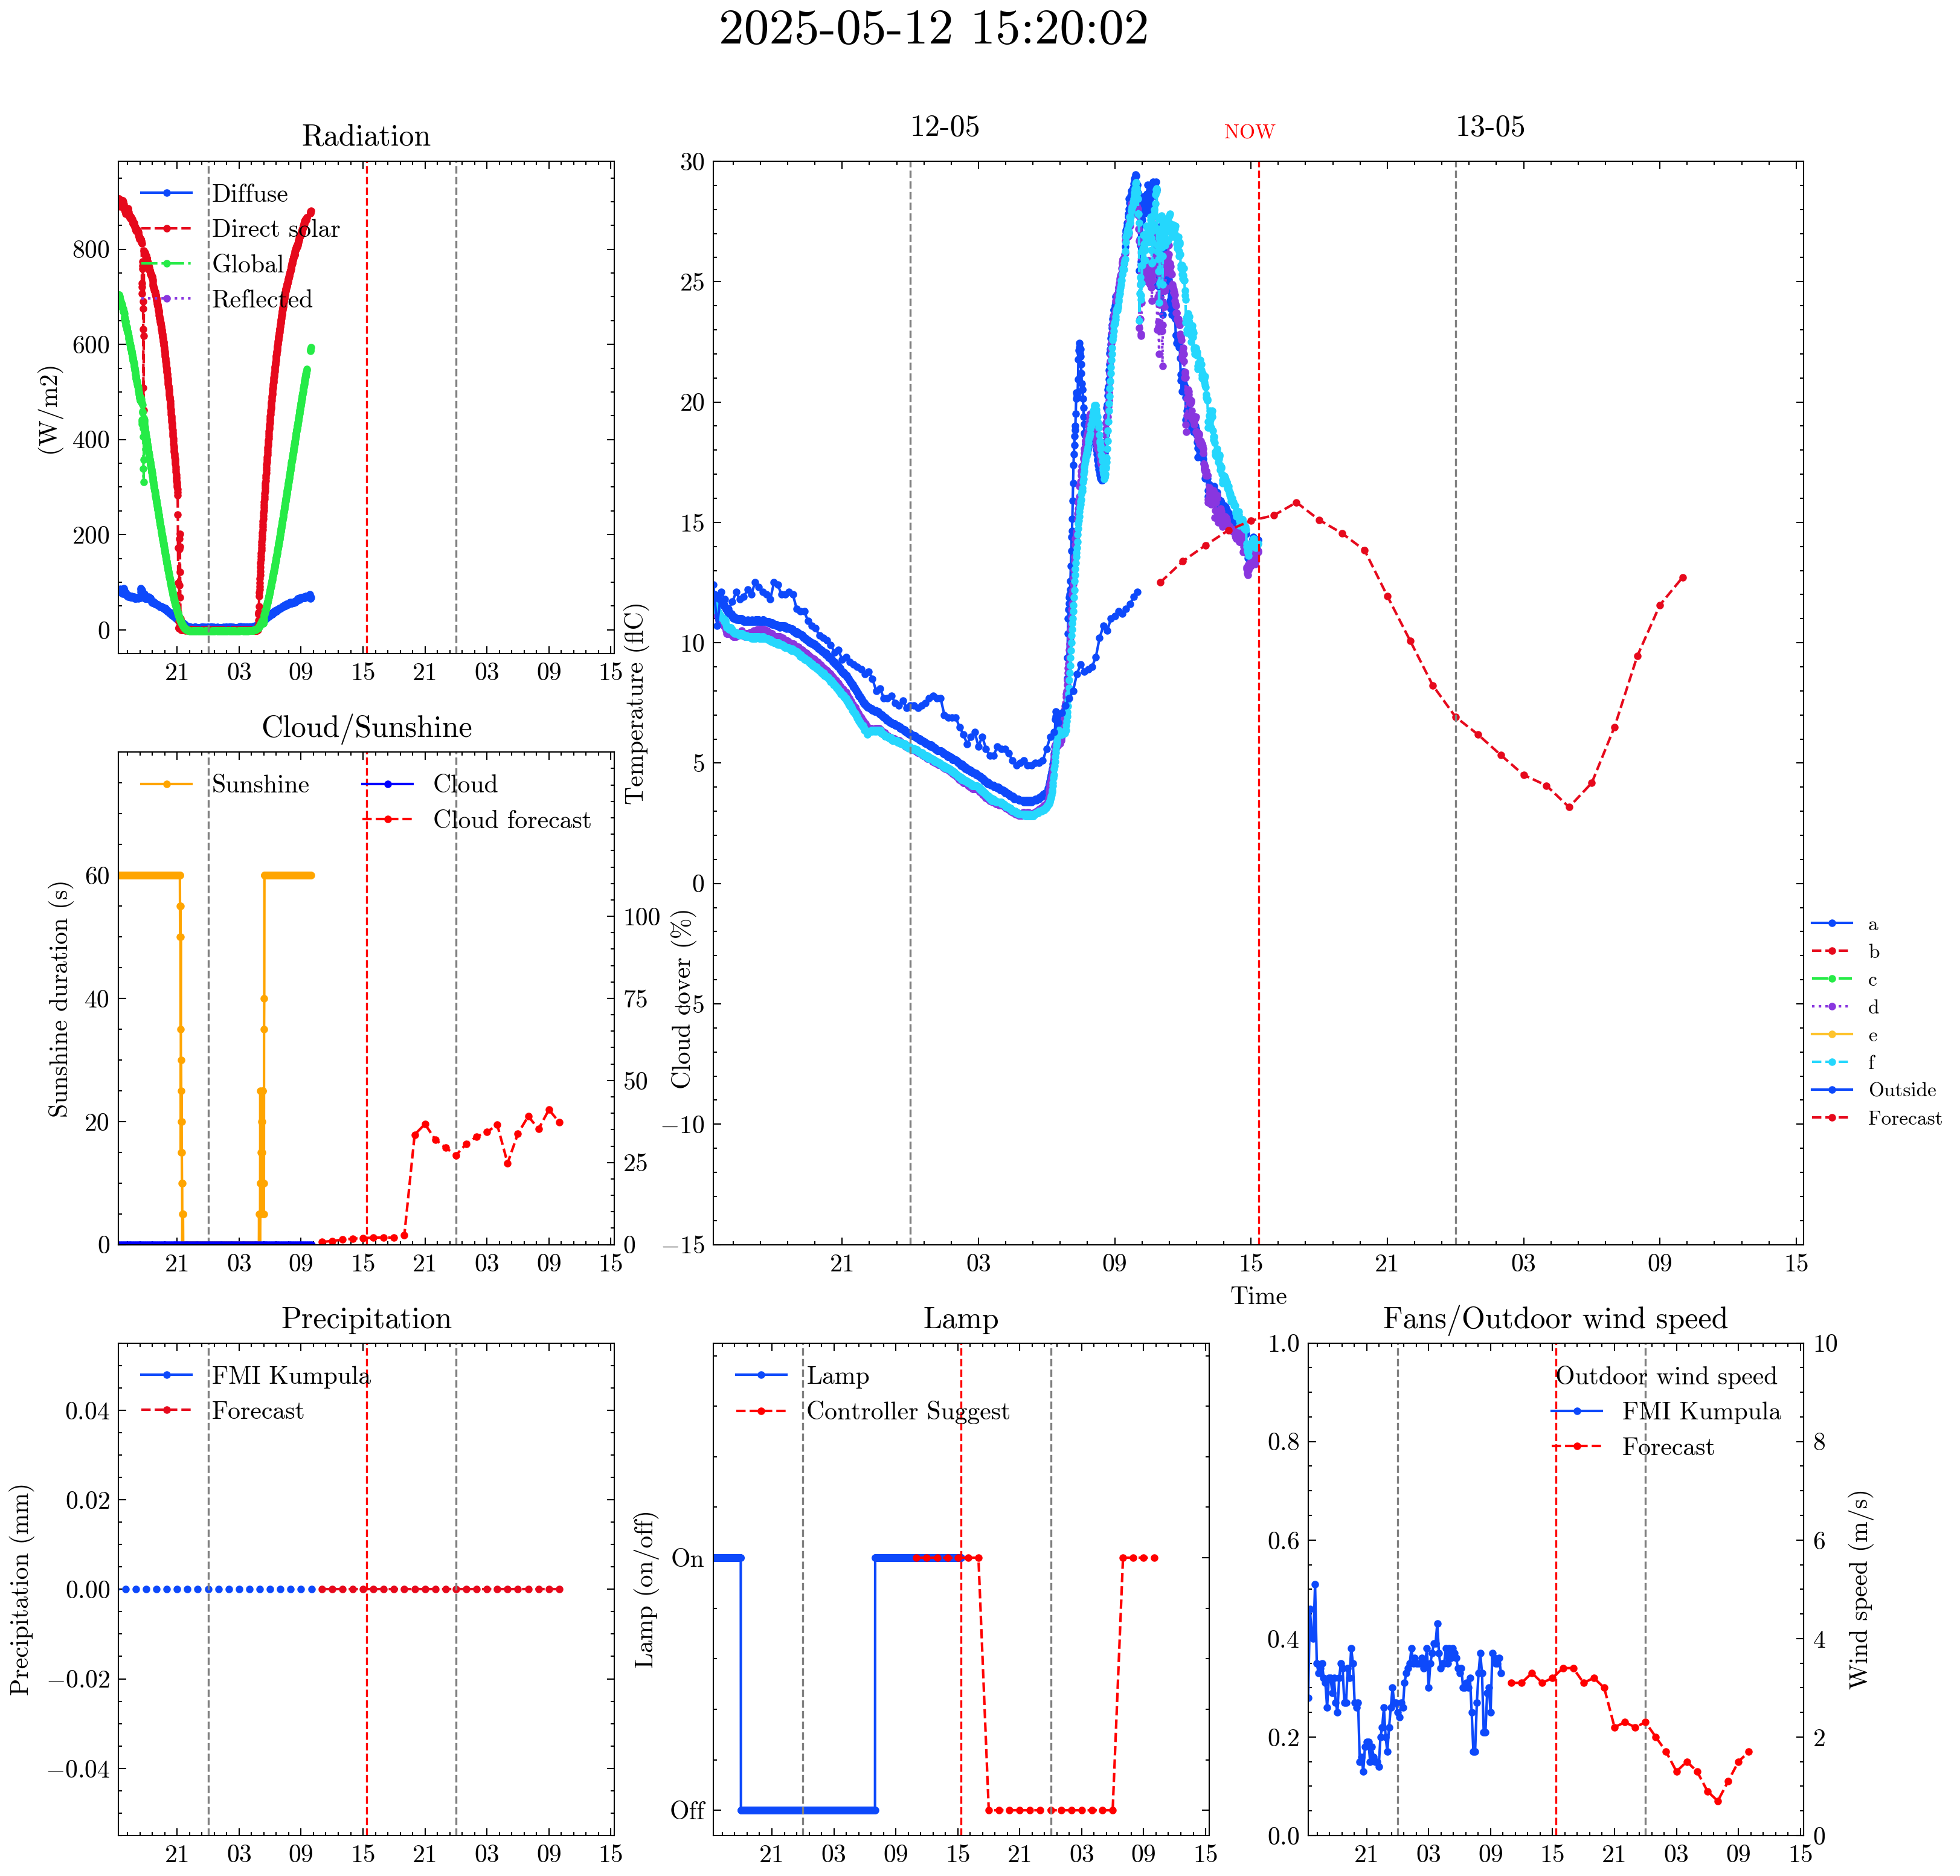 2025-05-12 15:20:02
Radiation
Diffuse
Direct solar
Global
Reflected
(W/m2)
800
600
400
200
0
21 03 09 15 21 03 09 15
12-05
NOW
13-05
30
25
20
15
10
5
0
−5
−10
−15
Temperature (flC)
21 03 09 15 21 03 09 15
Time
a
b
c
d
e
f
Outside
Forecast
Cloud/Sunshine
Sunshine
Cloud
Cloud forecast
Sunshine duration (s)
60
40
20
0
100
75
50
25
0
Cloud cover (%)
21 03 09 15 21 03 09 15
Precipitation
FMI Kumpula
Forecast
Precipitation (mm)
0.04
0.02
0.00
−0.02
−0.04
21 03 09 15 21 03 09 15
Lamp
Lamp
Controller Suggest
Lamp (on/off)
On
Off
21 03 09 15 21 03 09 15
Fans/Outdoor wind speed
Outdoor wind speed
FMI Kumpula
Forecast
1.0
0.8
0.6
0.4
0.2
0.0
10
8
6
4
2
0
Wind speed (m/s)
21 03 09 15 21 03 09 15